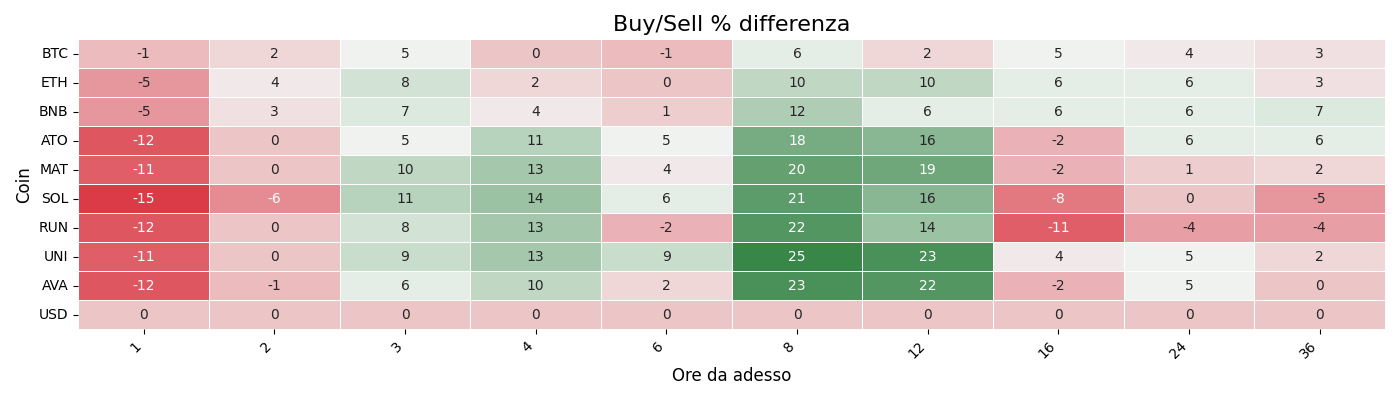 Buy/Sell % differenza
Coin
BTC -1 2 5 0 -1 6 2 5 4 3
ETH -5 4 8 2 0 10 10 6 6 3
BNB -5 3 7 4 1 12 6 6 6 7
ATO -12 0 5 11 5 18 16 -2 6 6
MAT -11 0 10 13 4 20 19 -2 1 2
SOL -15 -6 11 14 6 21 16 -8 0 -5
RUN -12 0 8 13 -2 22 14 -11 -4 -4
UNI -11 0 9 13 9 25 23 4 5 2
AVA -12 -1 6 10 2 23 22 -2 5 0
USD 0 0 0 0 0 0 0 0 0 0
1 2 3 4 6 8 12 16 24 36
Ore da adesso